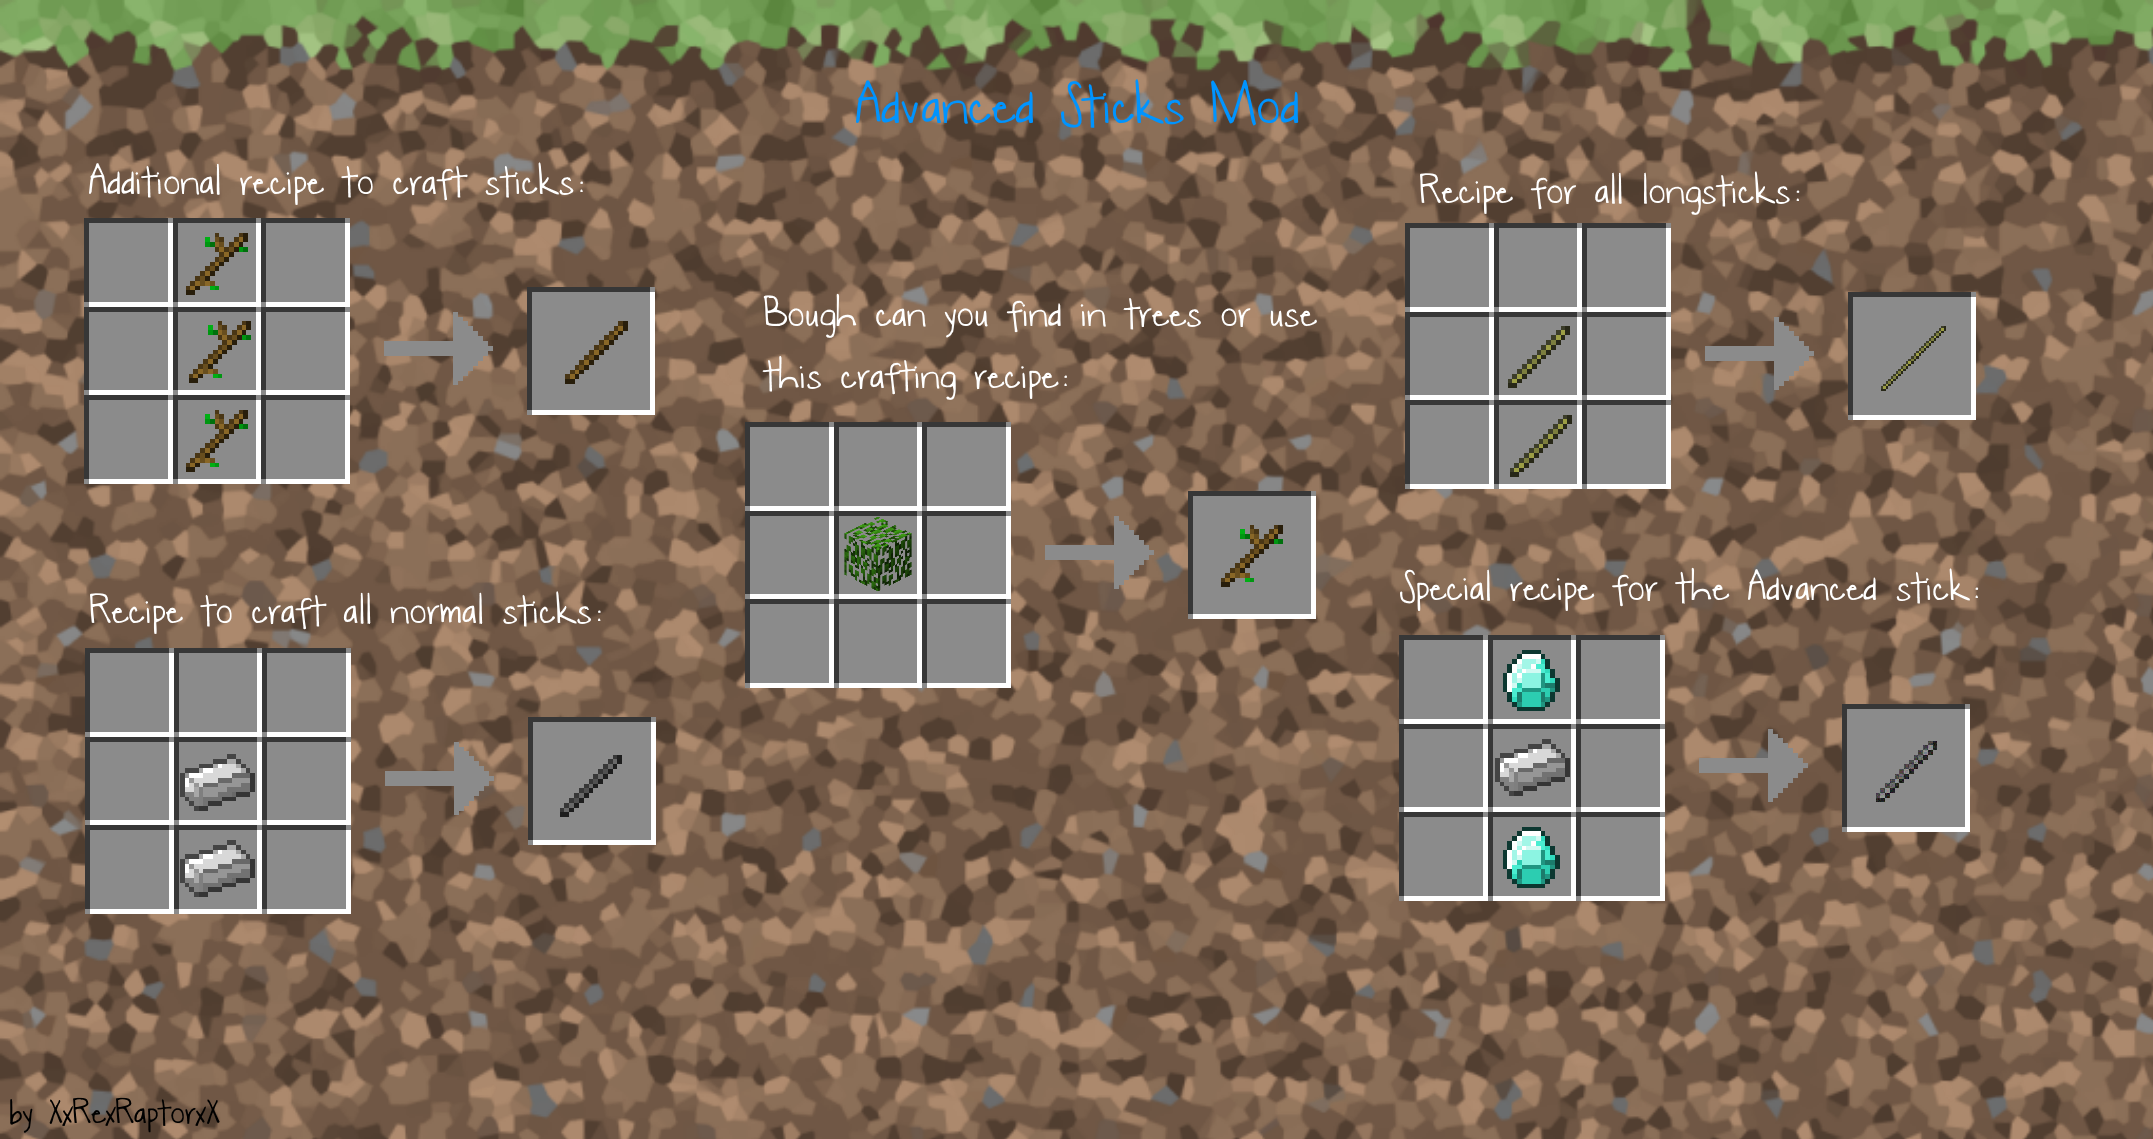 Advanced Sticks Mod
Additional recipe to craft sticks:
Recipe to craft all normal sticks:
Bough can you find in trees or use
this crafting recipe:
Recipe for all longsticks:
Special recipe for the Advanced stick:
by XxRexRaptorxX